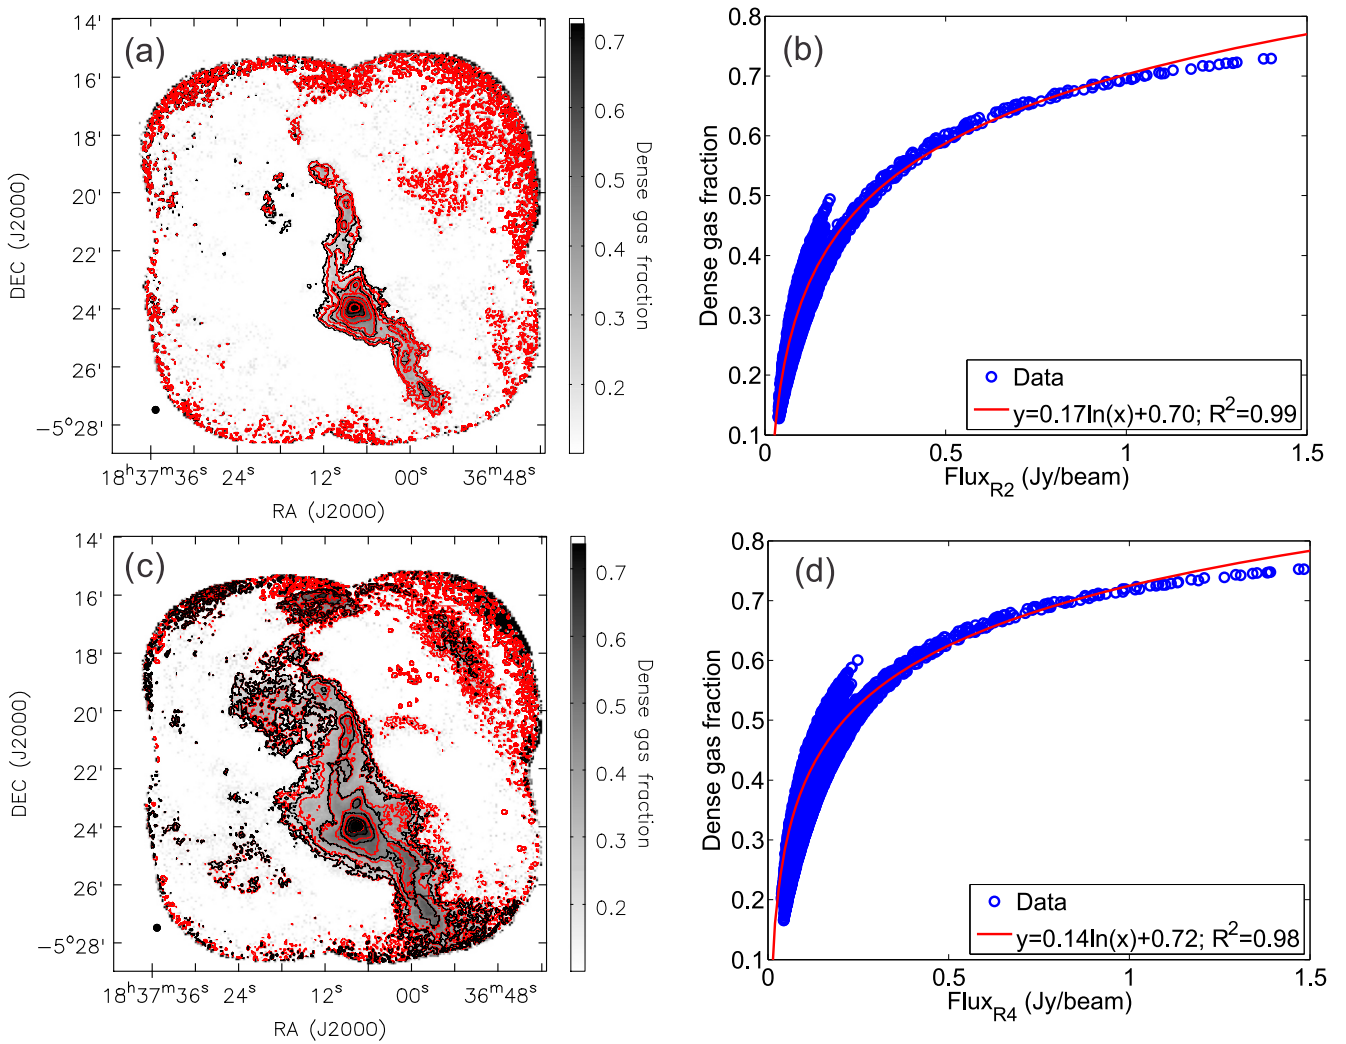 (a)
14'
16'
18'
20'
22'
24'
26'
−5°28'
DEC (J2000)
18ʰ37ᵐ36ˢ 24ˢ 12ˢ 00ˢ 36ᵐ48ˢ
RA (J2000)
0.7
0.6
0.5
0.4
0.3
0.2
Dense gas fraction
(b)
0.8
0.7
0.6
0.5
0.4
0.3
0.2
0.1
Dense gas fraction
Data
y=0.17ln(x)+0.70; R²=0.99
0 0.5 1 1.5
Flux_R2 (Jy/beam)
(c)
14'
16'
18'
20'
22'
24'
26'
−5°28'
DEC (J2000)
18ʰ37ᵐ36ˢ 24ˢ 12ˢ 00ˢ 36ᵐ48ˢ
RA (J2000)
0.7
0.6
0.5
0.4
0.3
0.2
Dense gas fraction
(d)
0.8
0.7
0.6
0.5
0.4
0.3
0.2
0.1
Dense gas fraction
Data
y=0.14ln(x)+0.72; R²=0.98
0 0.5 1 1.5
Flux_R4 (Jy/beam)